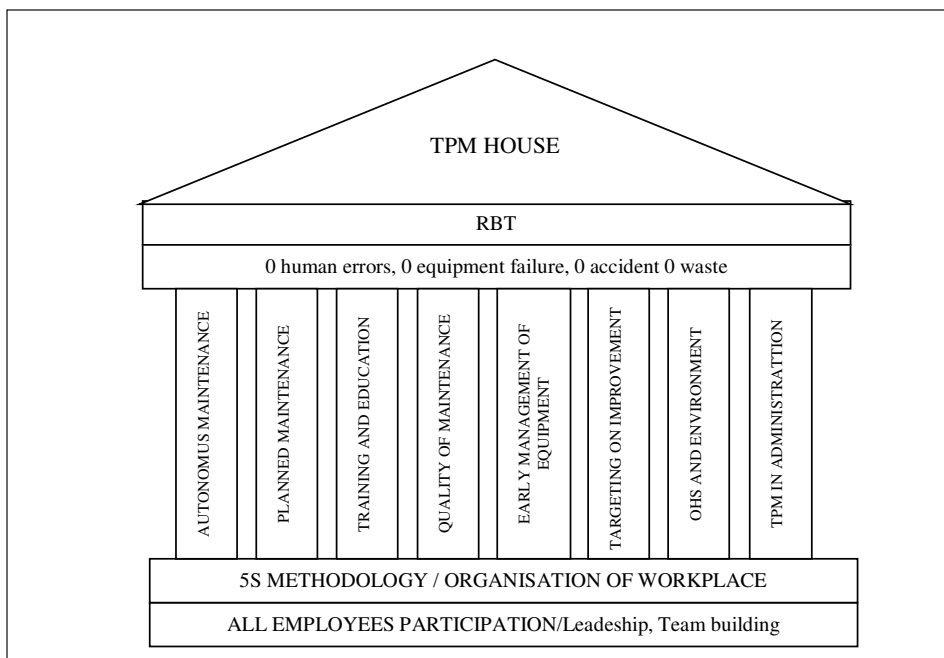 TPM HOUSE
RBT
0 human errors, 0 equipment failure, 0 accident 0 waste
AUTONOMUS MAINTENANCE
PLANNED MAINTENANCE
TRAINING AND EDUCATION
QUALITY OF MAINTENANCE
EARLY MANAGEMENT OF
EQUIPMENT
TARGETING ON IMPROVEMENT
OHS AND ENVIRONMENT
TPM IN ADMINISTRATTION
5S METHODOLOGY / ORGANISATION OF WORKPLACE
ALL EMPLOYEES PARTICIPATION/Leadeship, Team building